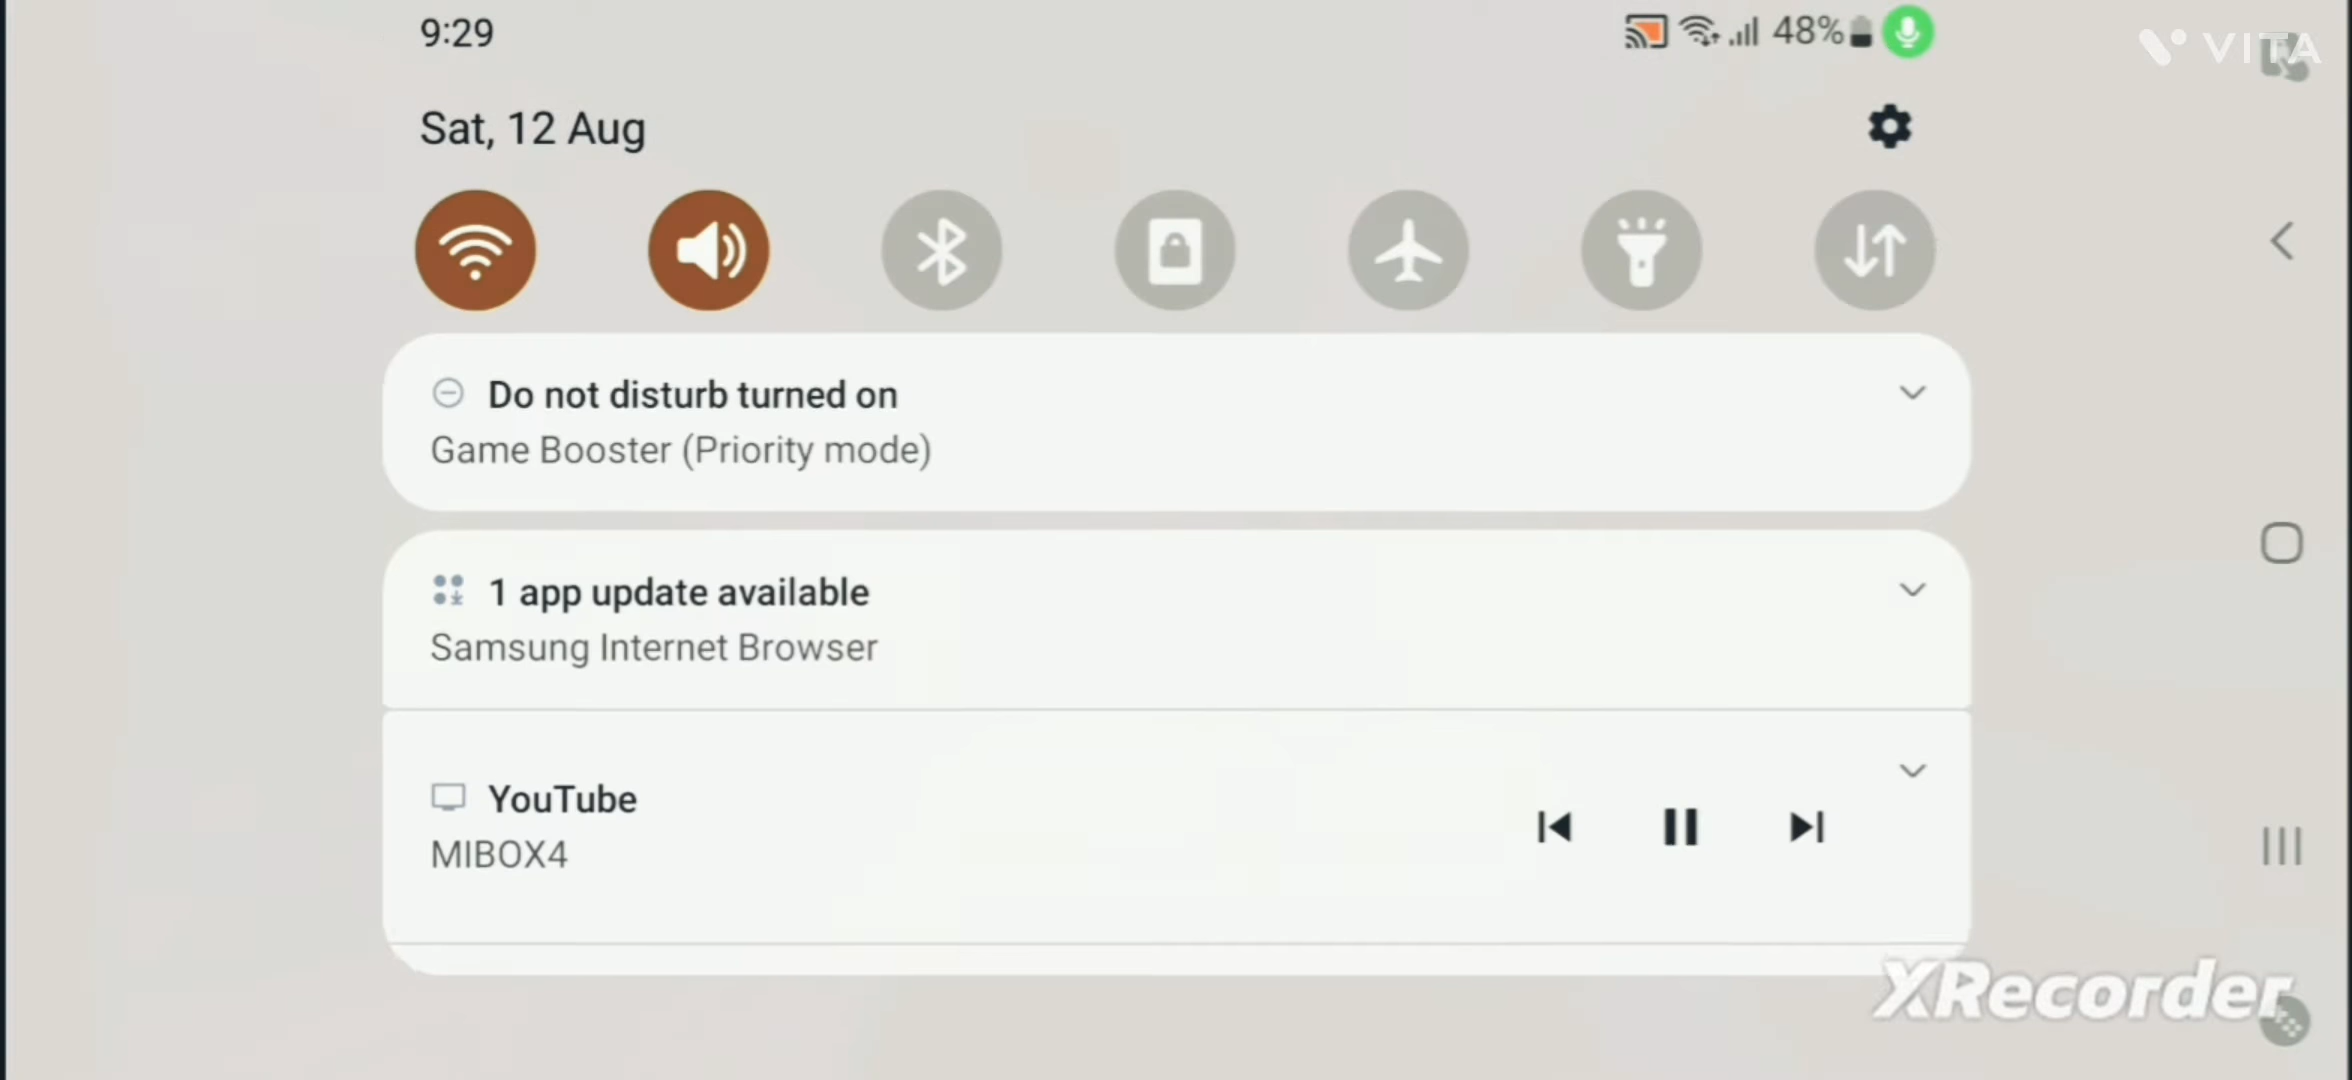 9:29
48%
VITA
Sat, 12 Aug
Do not disturb turned on
Game Booster (Priority mode)
1 app update available
Samsung Internet Browser
YouTube
MIBOX4
XRecorder